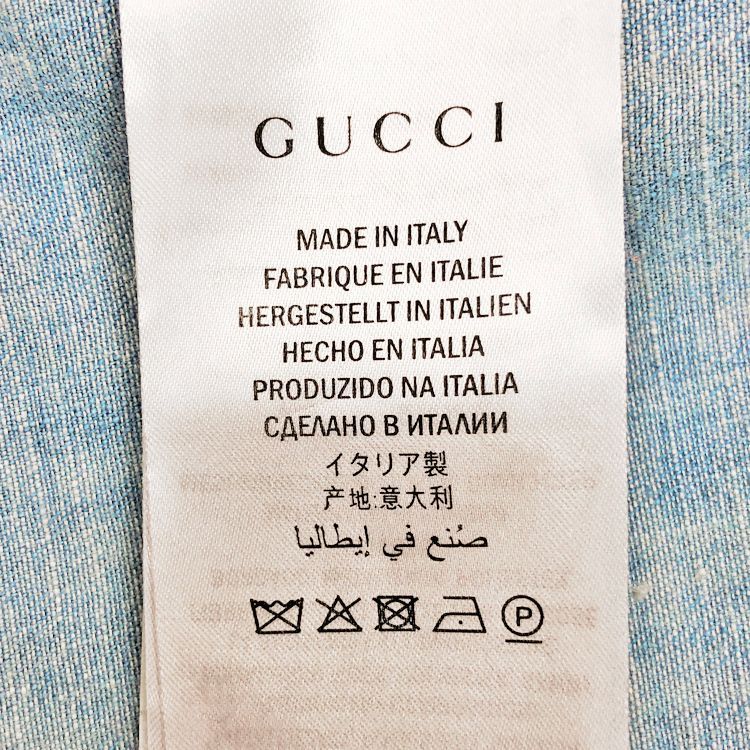 GUCCI
MADE IN ITALY
FABRIQUE EN ITALIE
HERGESTELLT IN ITALIEN
HECHO EN ITALIA
PRODUZIDO NA ITALIA
СДЕЛАНО В ИТАЛИИ
イタリア製
产地:意大利
صُنع في إيطاليا
P